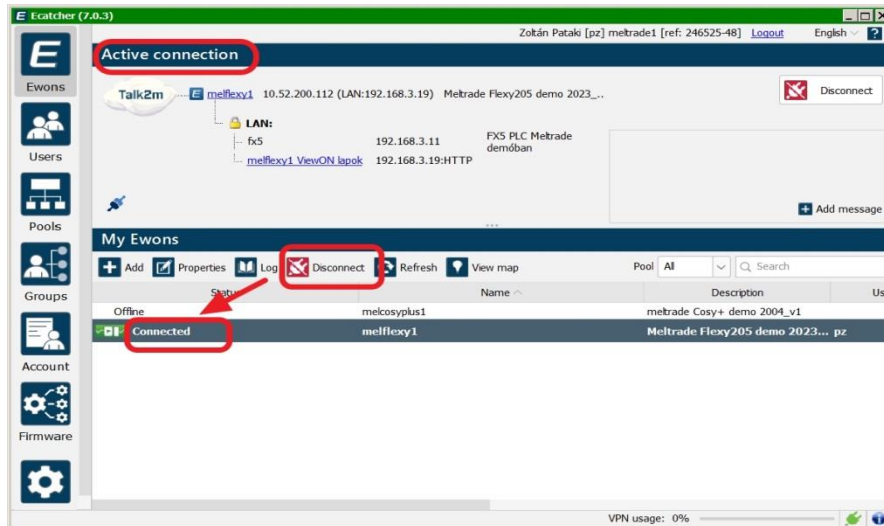 Ecatcher (7.0.3)
Zoltán Pataki [pz] meltrade1 [ref: 246525-48] Logout English ?
Active connection
Ewons
Talk2m melflexy1 10.52.200.112 (LAN:192.168.3.19) Meltrade Flexy205 demo 2023_..
Disconnect
LAN:
fx5 192.168.3.11 FX5 PLC Meltrade demóban
melflexy1 ViewON lapok 192.168.3.19:HTTP
Users
Add message
Pools
My Ewons
Add Properties Log Disconnect Refresh View map Pool All Search
Groups
Status Name Description Us
Offline melcosyplus1 meltrade Cosy+ demo 2004_v1
Connected melflexy1 Meltrade Flexy205 demo 2023... pz
Account
Firmware
VPN usage: 0%